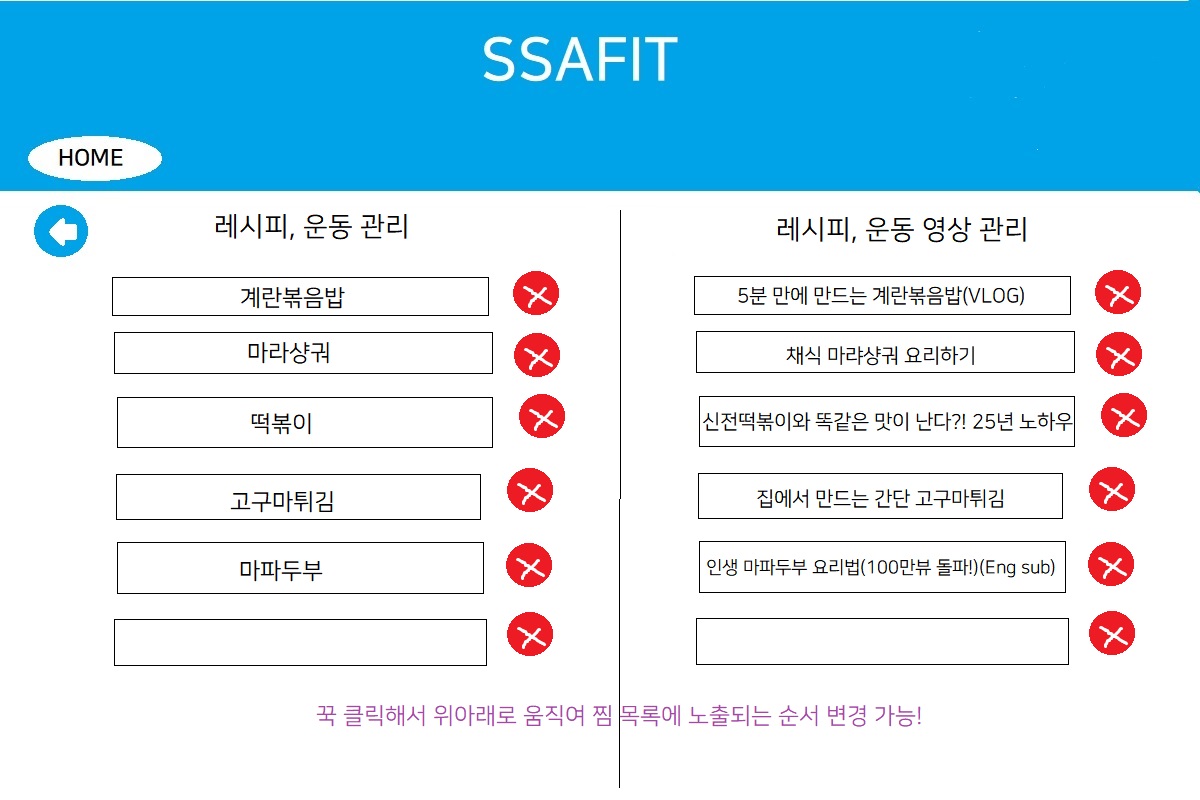 SSAFIT
HOME
레시피, 운동 관리
계란볶음밥
마라샹궈
떡볶이
고구마튀김
마파두부
레시피, 운동 영상 관리
5분 만에 만드는 계란볶음밥(VLOG)
채식 마랴샹궈 요리하기
신전떡볶이와 똑같은 맛이 난다?! 25년 노하우
집에서 만드는 간단 고구마튀김
인생 마파두부 요리법(100만뷰 돌파!)(Eng sub)
꾹 클릭해서 위아래로 움직여 찜 목록에 노출되는 순서 변경 가능!